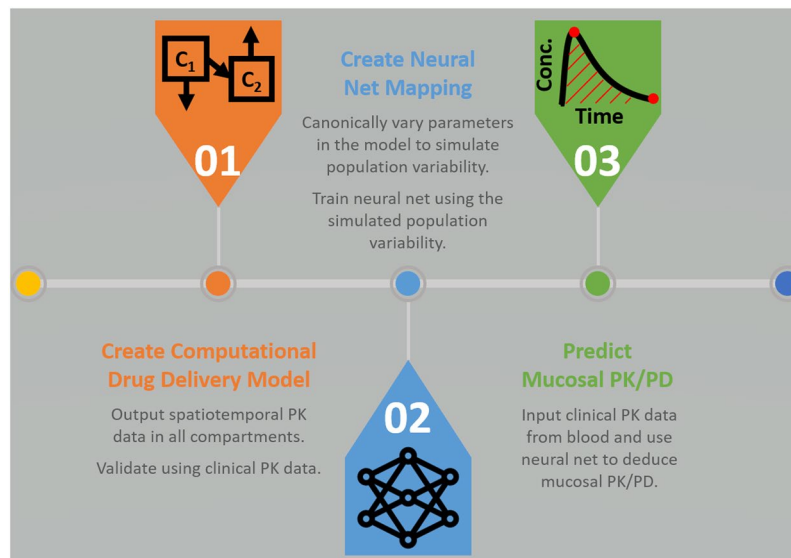 C1
C2
01
Create Computational
Drug Delivery Model
Output spatiotemporal PK
data in all compartments.
Validate using clinical PK data.
Create Neural
Net Mapping
Canonically vary parameters
in the model to simulate
population variability.
Train neural net using the
simulated population
variability.
02
Conc.
Time
03
Predict
Mucosal PK/PD
Input clinical PK data
from blood and use
neural net to deduce
mucosal PK/PD.